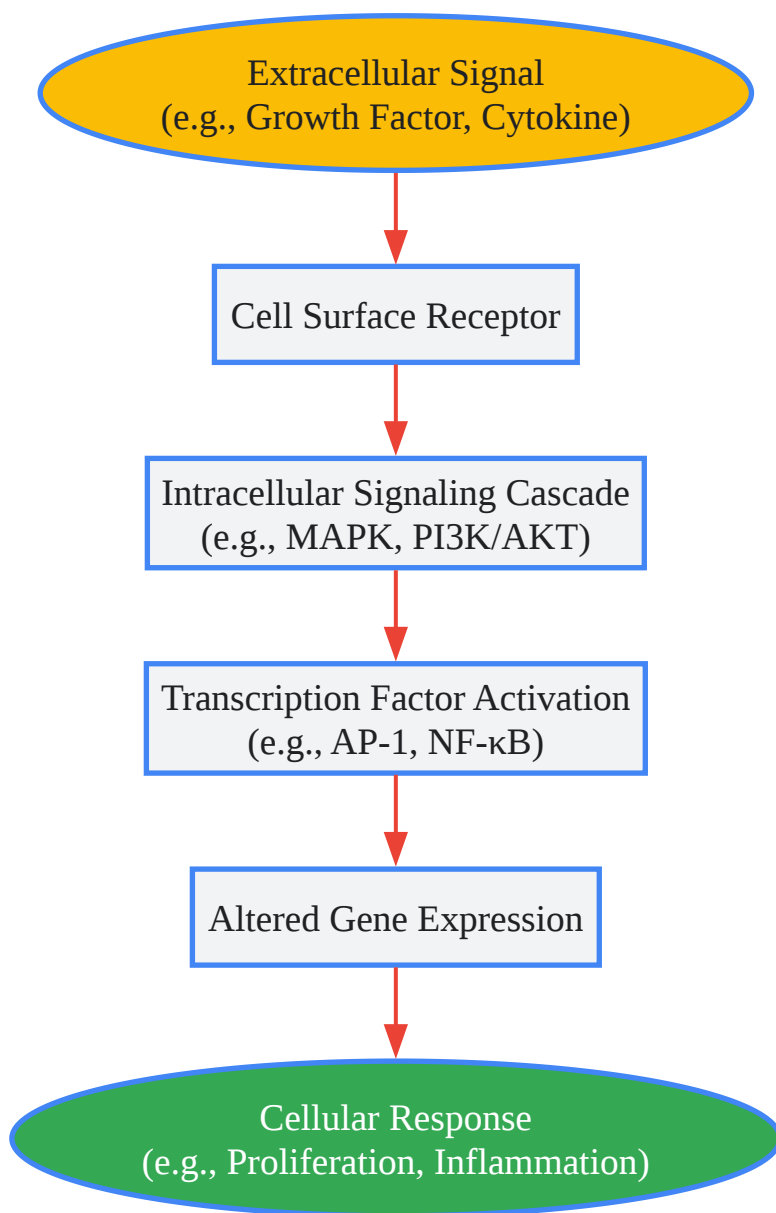 Extracellular Signal
(e.g., Growth Factor, Cytokine)
Cell Surface Receptor
Intracellular Signaling Cascade
(e.g., MAPK, PI3K/AKT)
Transcription Factor Activation
(e.g., AP-1, NF-κB)
Altered Gene Expression
Cellular Response
(e.g., Proliferation, Inflammation)